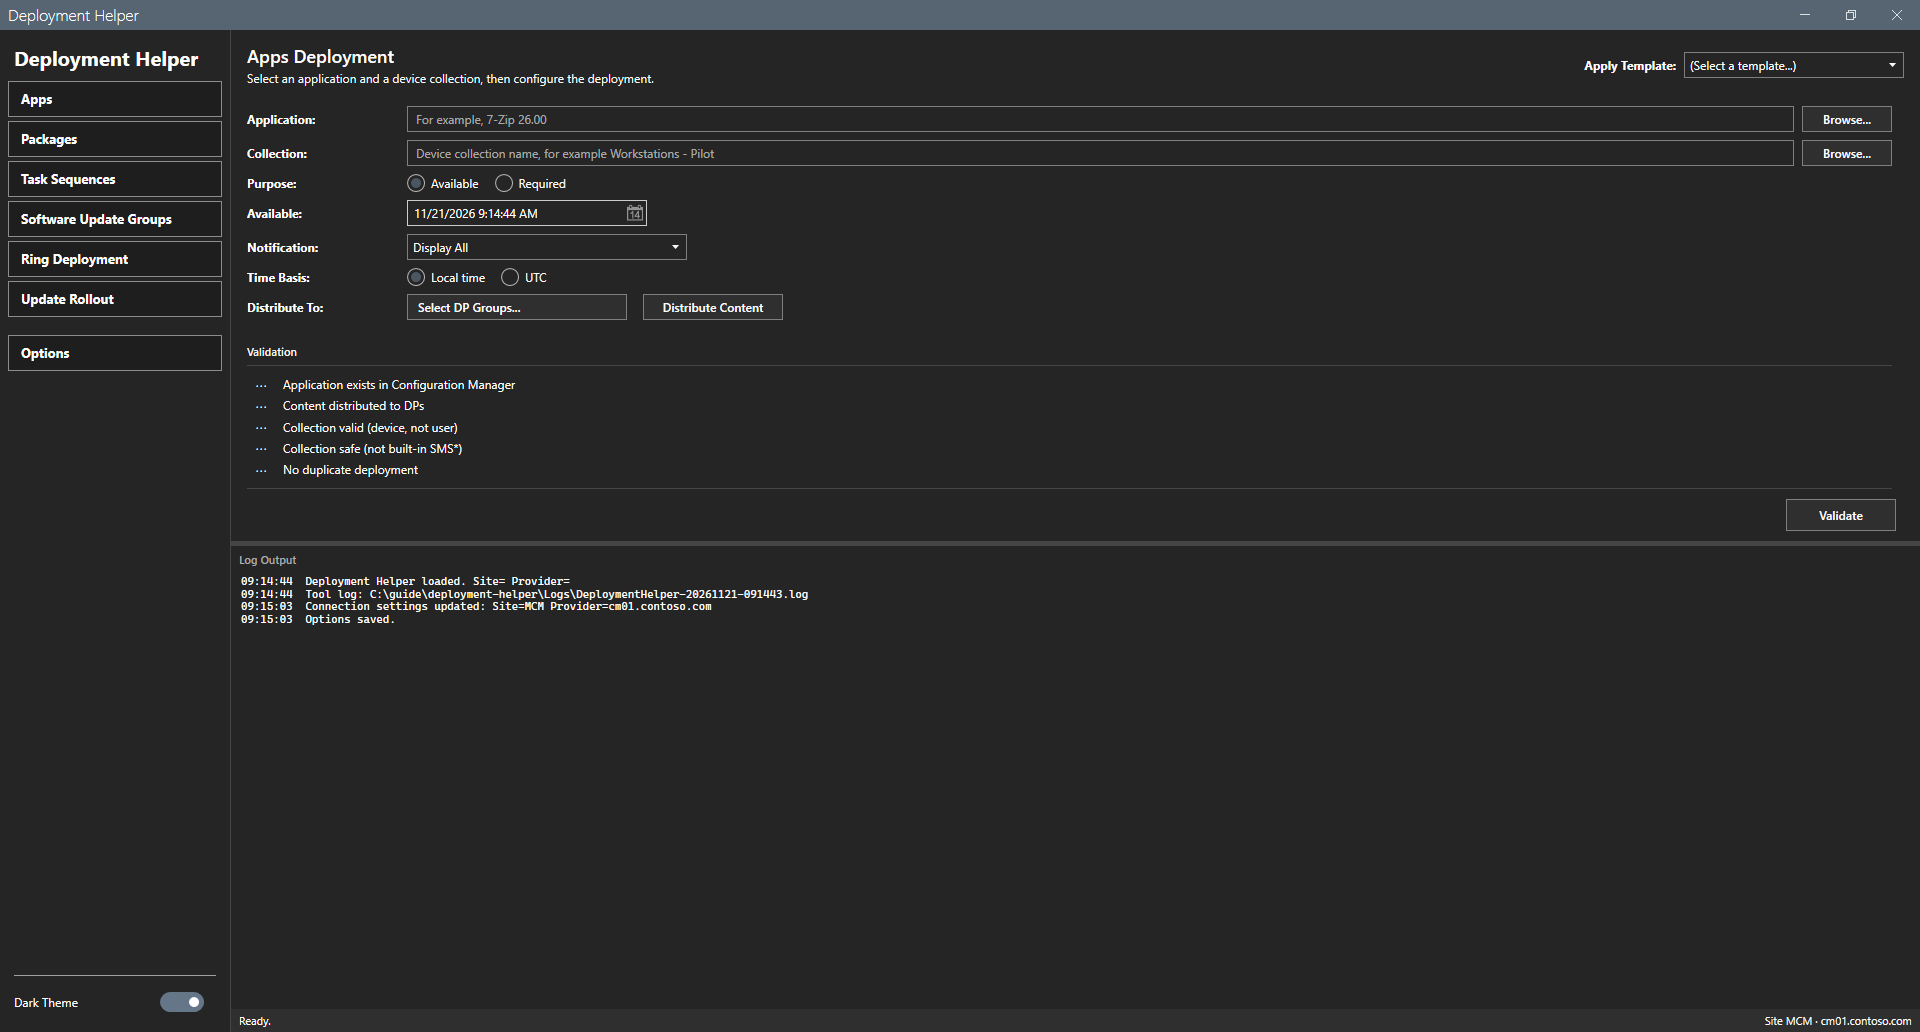 Deployment Helper
Deployment Helper
Apps
Packages
Task Sequences
Software Update Groups
Ring Deployment
Update Rollout
Options
Dark Theme
Apps Deployment
Select an application and a device collection, then configure the deployment.
Apply Template: (Select a template...)
Application: For example, 7-Zip 26.00 Browse...
Collection: Device collection name, for example Workstations - Pilot Browse...
Purpose: Available Required
Available: 11/21/2026 9:14:44 AM 14
Notification: Display All
Time Basis: Local time UTC
Distribute To: Select DP Groups... Distribute Content
Validation
... Application exists in Configuration Manager
... Content distributed to DPs
... Collection valid (device, not user)
... Collection safe (not built-in SMS*)
... No duplicate deployment
Validate
Log Output
09:14:44 Deployment Helper loaded. Site= Provider=
09:14:44 Tool log: C:\guide\deployment-helper\Logs\DeploymentHelper-20261121-091443.log
09:15:03 Connection settings updated: Site=MCM Provider=cm01.contoso.com
09:15:03 Options saved.
Ready.
Site MCM · cm01.contoso.com